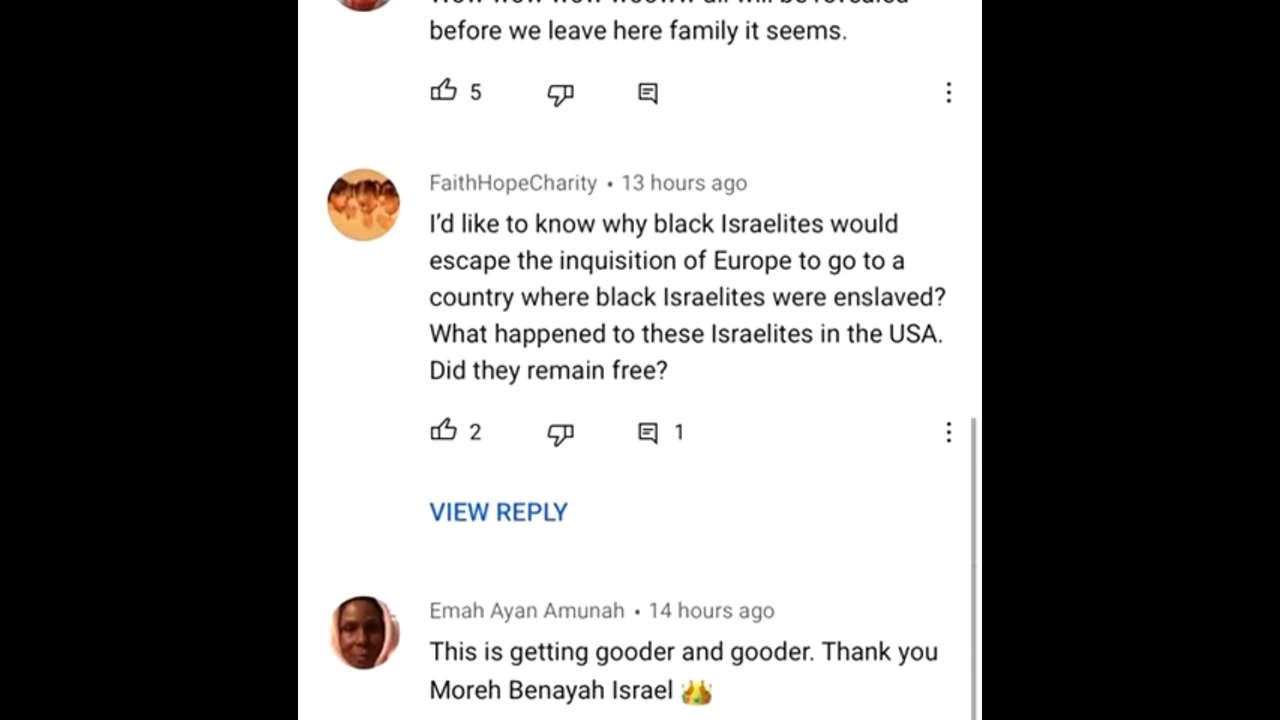 before we leave here family it seems.
5
FaithHopeCharity • 13 hours ago
I'd like to know why black Israelites would
escape the inquisition of Europe to go to a
country where black Israelites were enslaved?
What happened to these Israelites in the USA.
Did they remain free?
2 1
VIEW REPLY
Emah Ayan Amunah • 14 hours ago
This is getting gooder and gooder. Thank you
Moreh Benayah Israel